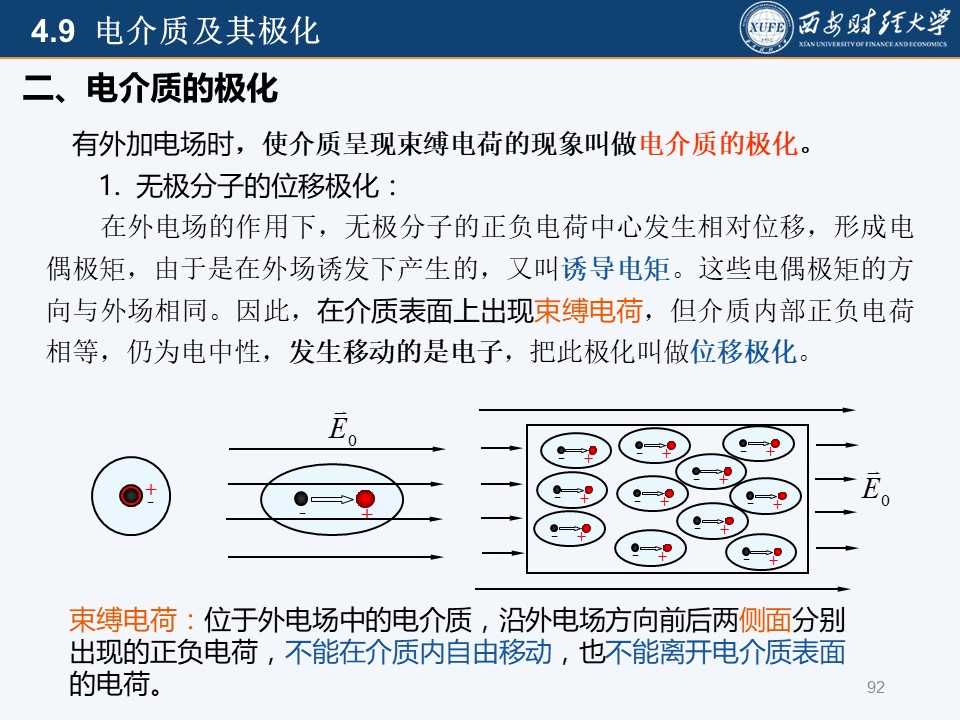 4.9 电介质及其极化
XUFE
西安财经大学
XI'AN UNIVERSITY OF FINANCE AND ECONOMICS
二、电介质的极化
有外加电场时，使介质呈现束缚电荷的现象叫做电介质的极化。
1. 无极分子的位移极化：
在外电场的作用下，无极分子的正负电荷中心发生相对位移，形成电
偶极矩，由于是在外场诱发下产生的，又叫诱导电矩。这些电偶极矩的方
向与外场相同。因此，在介质表面上出现束缚电荷，但介质内部正负电荷
相等，仍为电中性，发生移动的是电子，把此极化叫做位移极化。
E⃗0
E⃗0
+
-
- +
- + - + - +
- +
- + - + - +
- + - +
- + - +
束缚电荷：位于外电场中的电介质，沿外电场方向前后两侧面分别
出现的正负电荷，不能在介质内自由移动，也不能离开电介质表面
的电荷。
92